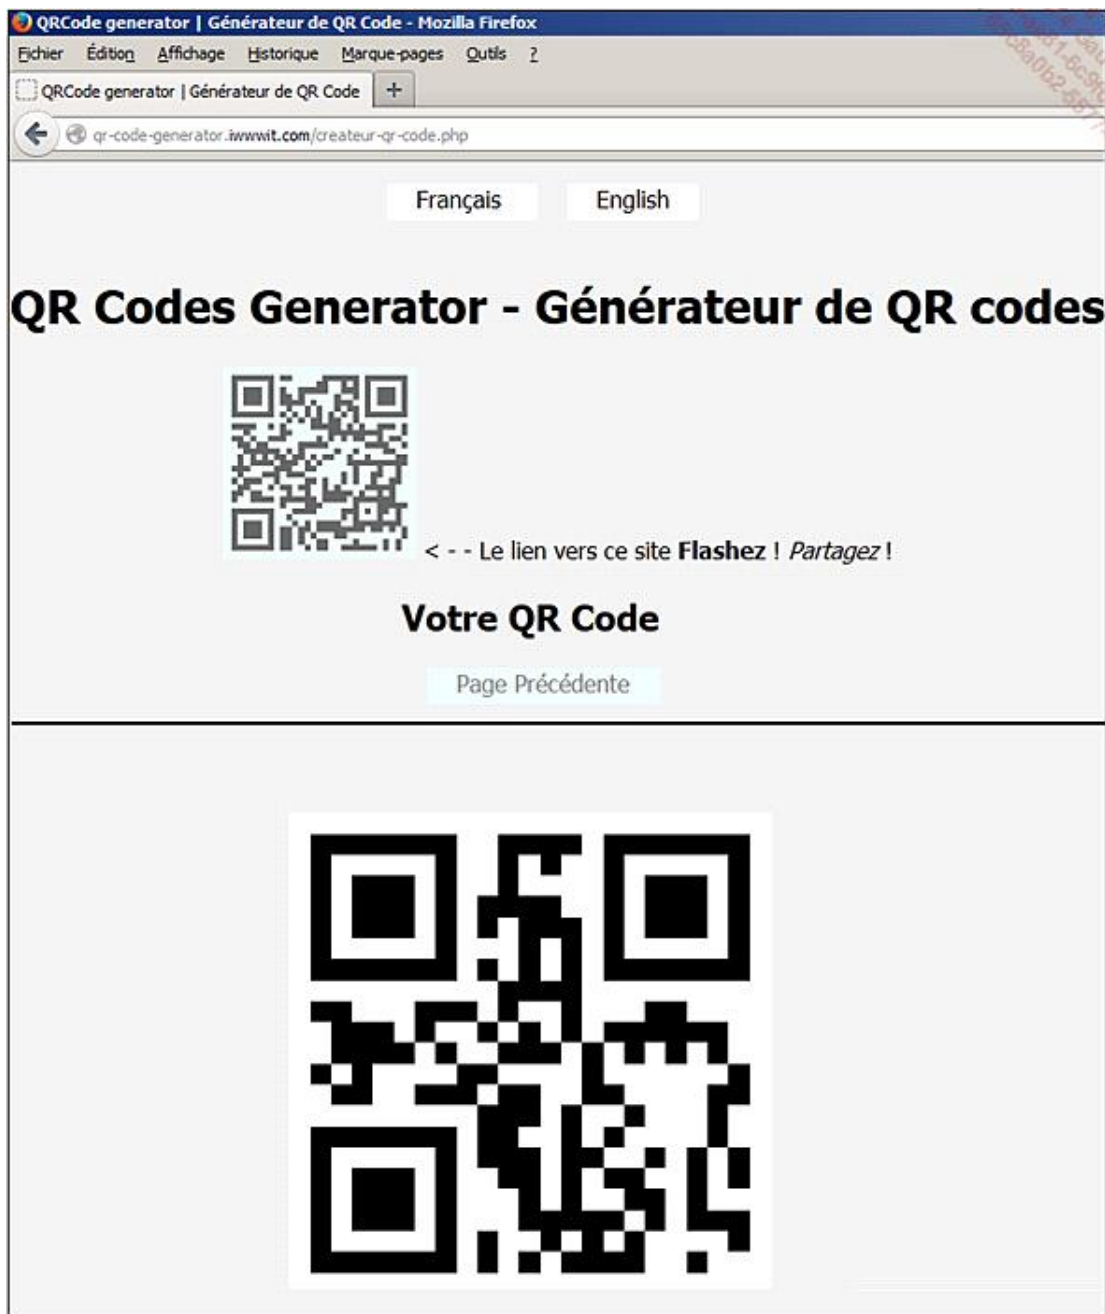 QRCode generator | Générateur de QR Code - Mozilla Firefox
Fichier Édition Affichage Historique Marque-pages Outils ?
QRCode generator | Générateur de QR Code +
qr-code-generator.iwwwit.com/createur-qr-code.php
Français English
QR Codes Generator - Générateur de QR codes
< - - Le lien vers ce site Flashez ! Partagez !
Votre QR Code
Page Précédente